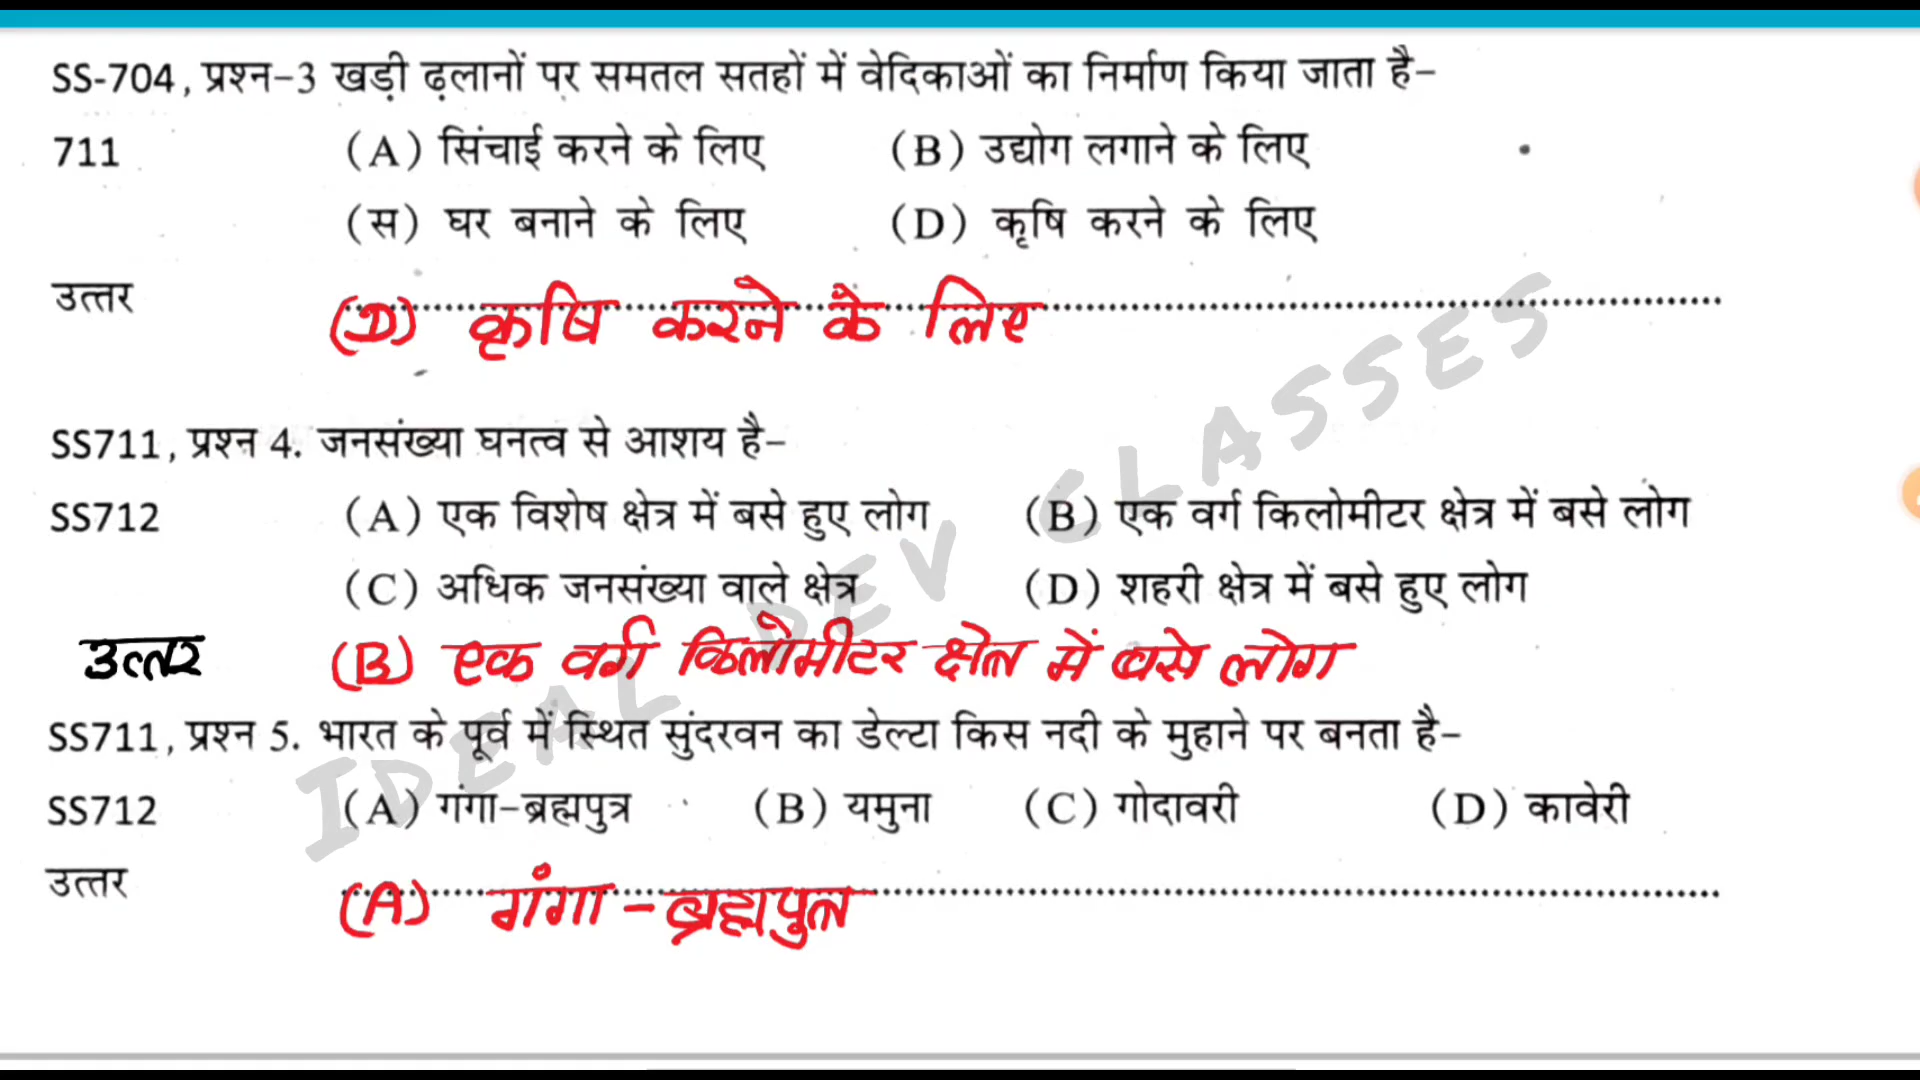 SS-704, प्रश्न-3 खड़ी ढ़लानों पर समतल सतहों में वेदिकाओं का निर्माण किया जाता है–
711 (A) सिंचाई करने के लिए (B) उद्योग लगाने के लिए
(स) घर बनाने के लिए (D) कृषि करने के लिए
उत्तर (D) कृषि करने के लिए
SS711, प्रश्न 4. जनसंख्या घनत्व से आशय है–
SS712 (A) एक विशेष क्षेत्र में बसे हुए लोग (B) एक वर्ग किलोमीटर क्षेत्र में बसे लोग
(C) अधिक जनसंख्या वाले क्षेत्र (D) शहरी क्षेत्र में बसे हुए लोग
उत्तर (B) एक वर्ग किलोमीटर क्षेत्र में बसे लोग
SS711, प्रश्न 5. भारत के पूर्व में स्थित सुंदरवन का डेल्टा किस नदी के मुहाने पर बनता है–
SS712 (A) गंगा–ब्रह्मपुत्र (B) यमुना (C) गोदावरी (D) कावेरी
उत्तर (A) गंगा – ब्रह्मपुत्र
IDEAL DEV CLASSES